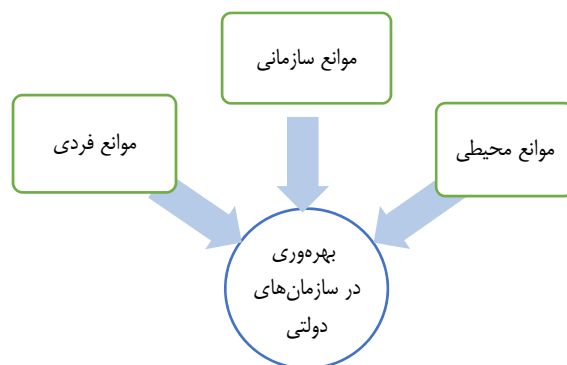 موانع سازمانی
موانع محیطی
موانع فردی
بهره‌وری
در سازمان‌های
دولتی